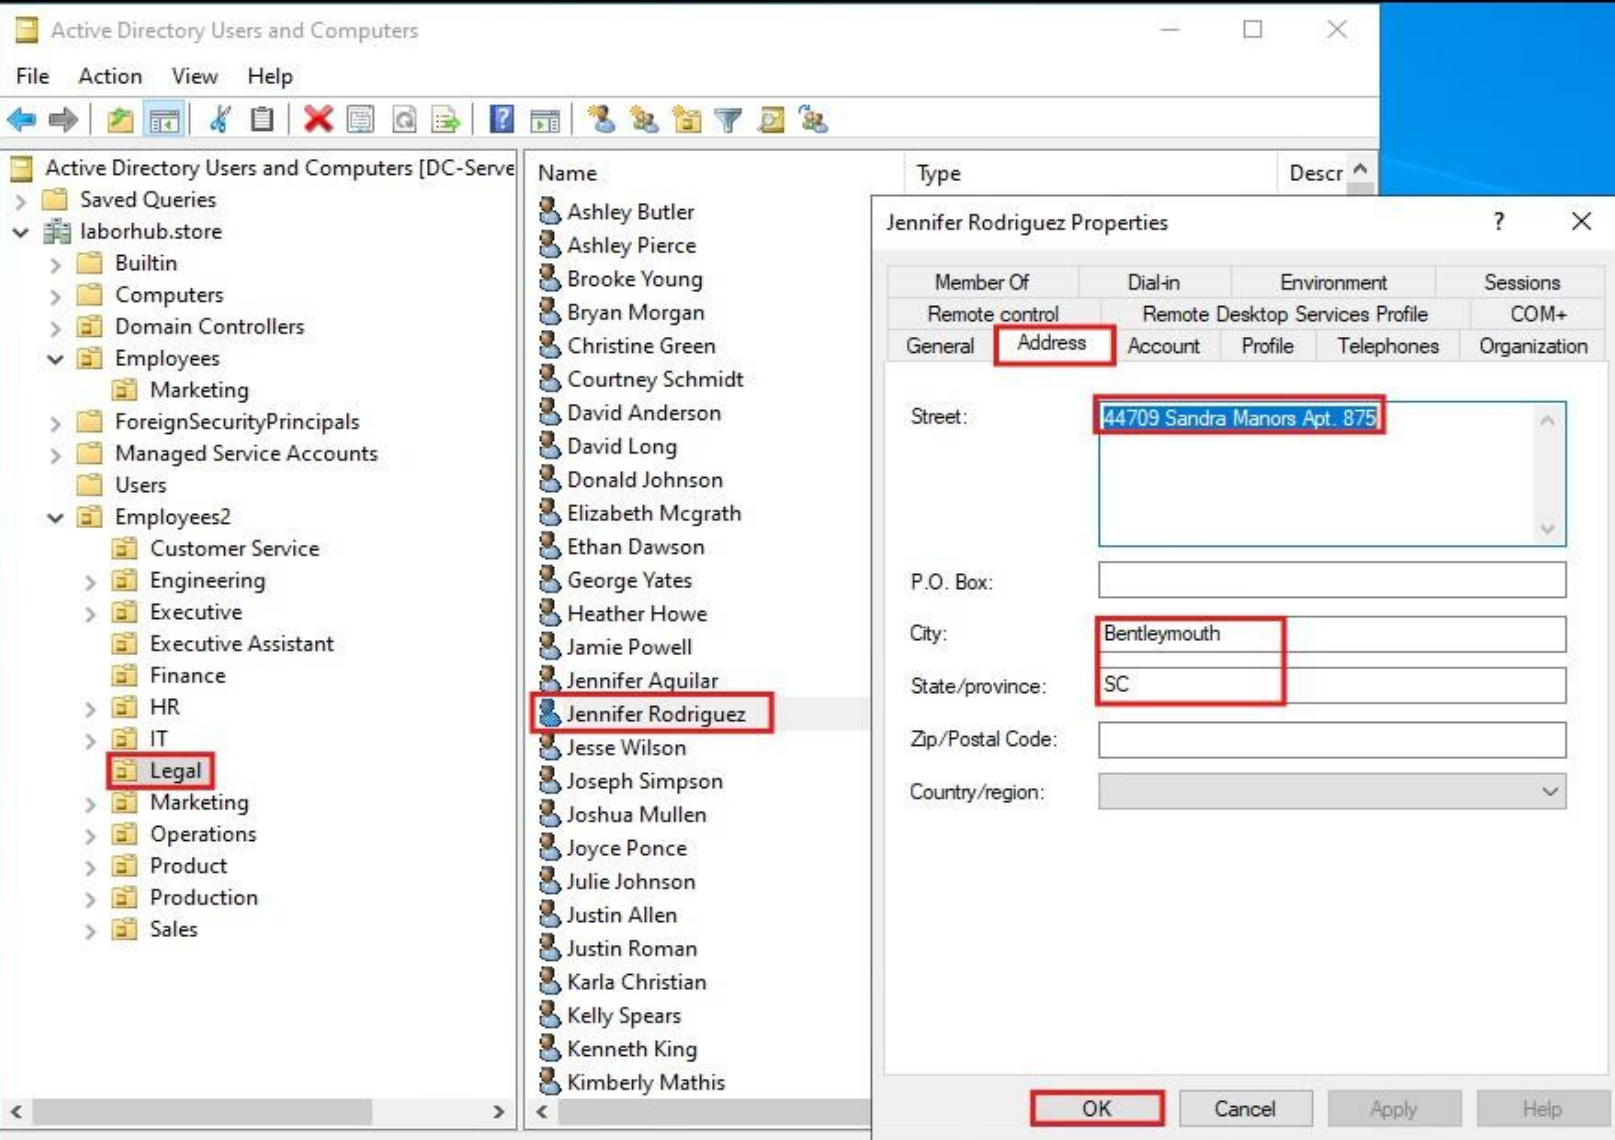 Active Directory Users and Computers
File Action View Help
Active Directory Users and Computers [DC-Serve
Saved Queries
laborhub.store
Builtin
Computers
Domain Controllers
Employees
Marketing
ForeignSecurityPrincipals
Managed Service Accounts
Users
Employees2
Customer Service
Engineering
Executive
Executive Assistant
Finance
HR
IT
Legal
Marketing
Operations
Product
Production
Sales
Name Type Descr
Ashley Butler
Ashley Pierce
Brooke Young
Bryan Morgan
Christine Green
Courtney Schmidt
David Anderson
David Long
Donald Johnson
Elizabeth Mcgrath
Ethan Dawson
George Yates
Heather Howe
Jamie Powell
Jennifer Aguilar
Jennifer Rodriguez
Jesse Wilson
Joseph Simpson
Joshua Mullen
Joyce Ponce
Julie Johnson
Justin Allen
Justin Roman
Karla Christian
Kelly Spears
Kenneth King
Kimberly Mathis
Jennifer Rodriguez Properties ?
Member Of Dial-in Environment Sessions
Remote control Remote Desktop Services Profile COM+
General Address Account Profile Telephones Organization
Street: 44709 Sandra Manors Apt. 875
P.O. Box:
City: Bentleymouth
State/province: SC
Zip/Postal Code:
Country/region:
OK Cancel Apply Help